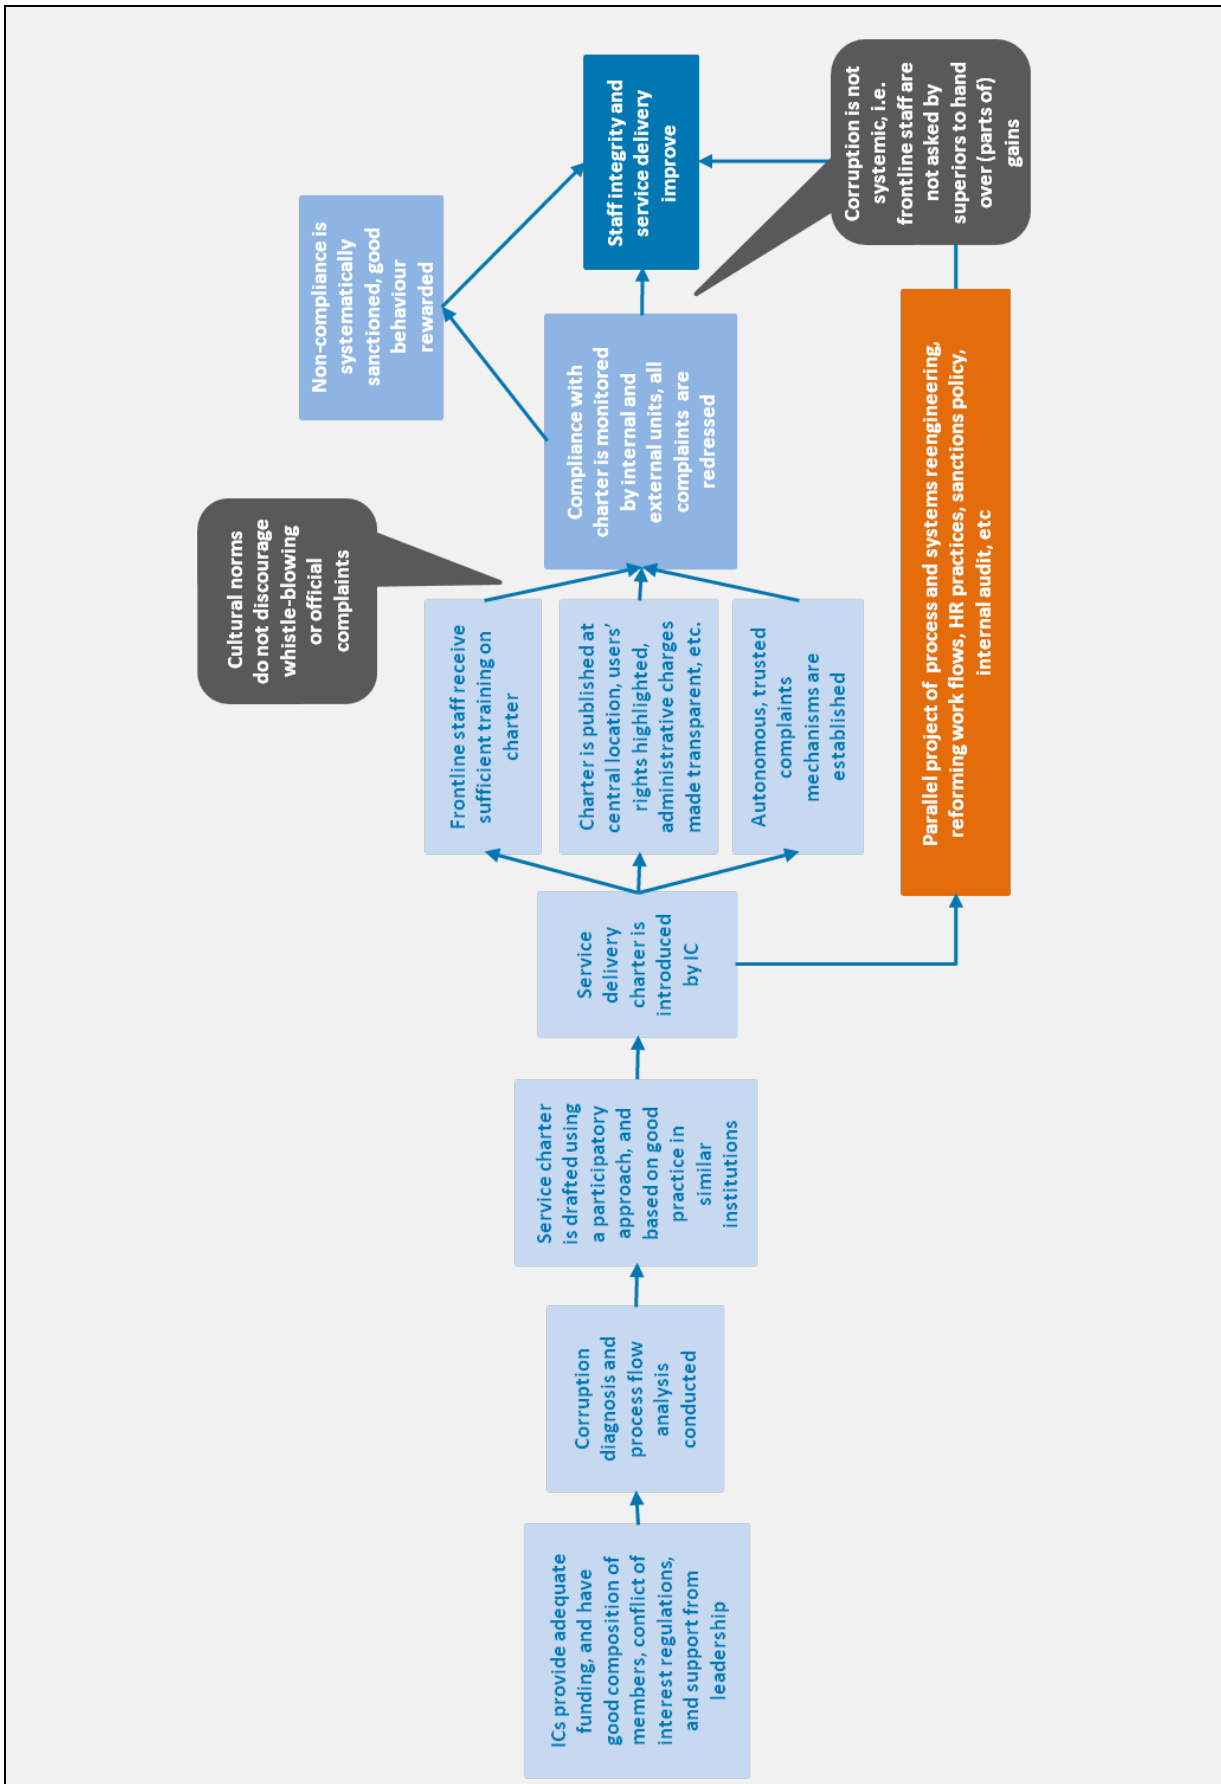 ICs provide adequate
funding, and have
good composition of
members, conflict of
interest regulations,
and support from
leadership
Corruption
diagnosis and
process flow
analysis
conducted
Service charter
is drafted using
a participatory
approach, and
based on good
practice in
similar
institutions
Service
delivery
charter is
introduced
by IC
Frontline staff receive
sufficient training on
charter
Charter is published at
central location, users’
rights highlighted,
administrative charges
made transparent, etc.
Autonomous, trusted
complaints
mechanisms are
established
Cultural norms
do not discourage
whistle-blowing
or official
complaints
Compliance with
charter is monitored
by internal and
external units, all
complaints are
redressed
Non-compliance is
systematically
sanctioned, good
behaviour
rewarded
Staff integrity and
service delivery
improve
Corruption is not
systemic, i.e.
frontline staff are
not asked by
superiors to hand
over (parts of)
gains
Parallel project of process and systems reengineering,
reforming work flows, HR practices, sanctions policy,
internal audit, etc